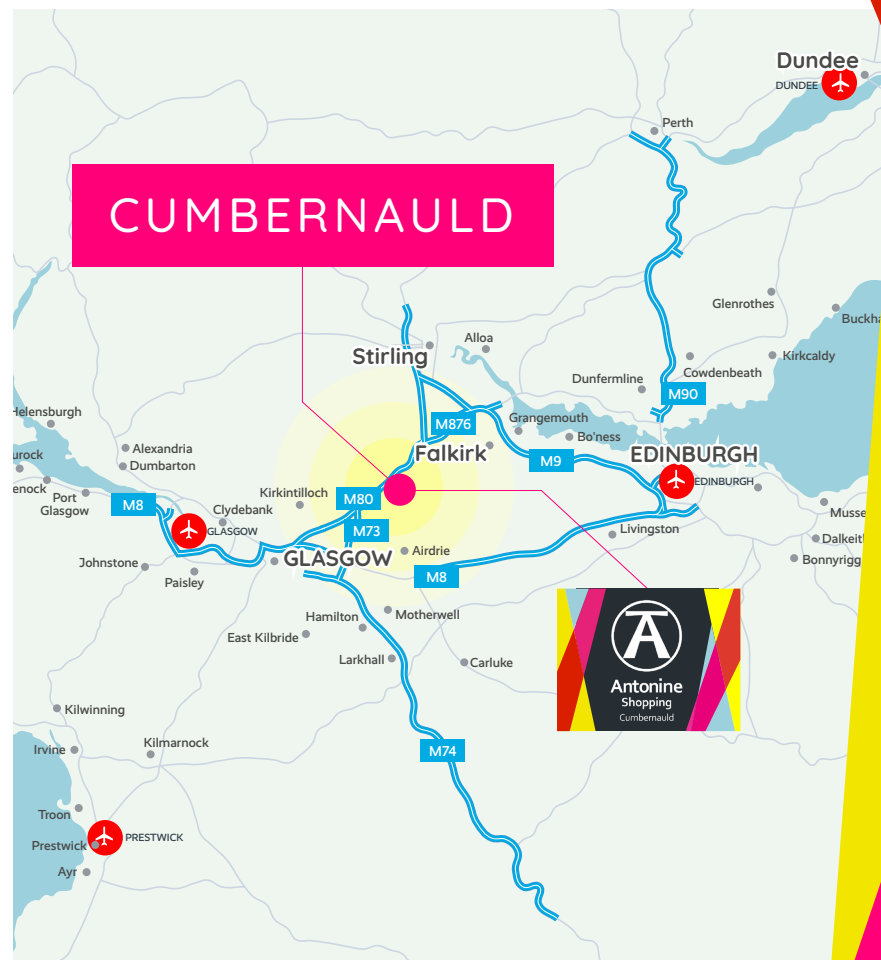 Dundee
DUNDEE
Perth
CUMBERNAULD
Glenrothes
Buckha
Alloa
Stirling
Kirkcaldy
Cowdenbeath
Dunfermline
M90
Helensburgh
Grangemouth
M876
Bo'ness
Alexandria
Falkirk
EDINBURGH
urock
Dumbarton
M9
EDINBURGH
enock
Port
Glasgow
M8
Kirkintilloch
M80
Clydebank
Musse
GLASGOW
M73
Livingston
Dalkeit
Johnstone
GLASGOW
Airdrie
Bonnyrigg
Paisley
M8
Hamilton
Motherwell
East Kilbride
Larkhall
Carluke
A
Antonine
Shopping
Cumbernauld
Kilwinning
Irvine
Kilmarnock
M74
Troon
PRESTWICK
Prestwick
Ayr